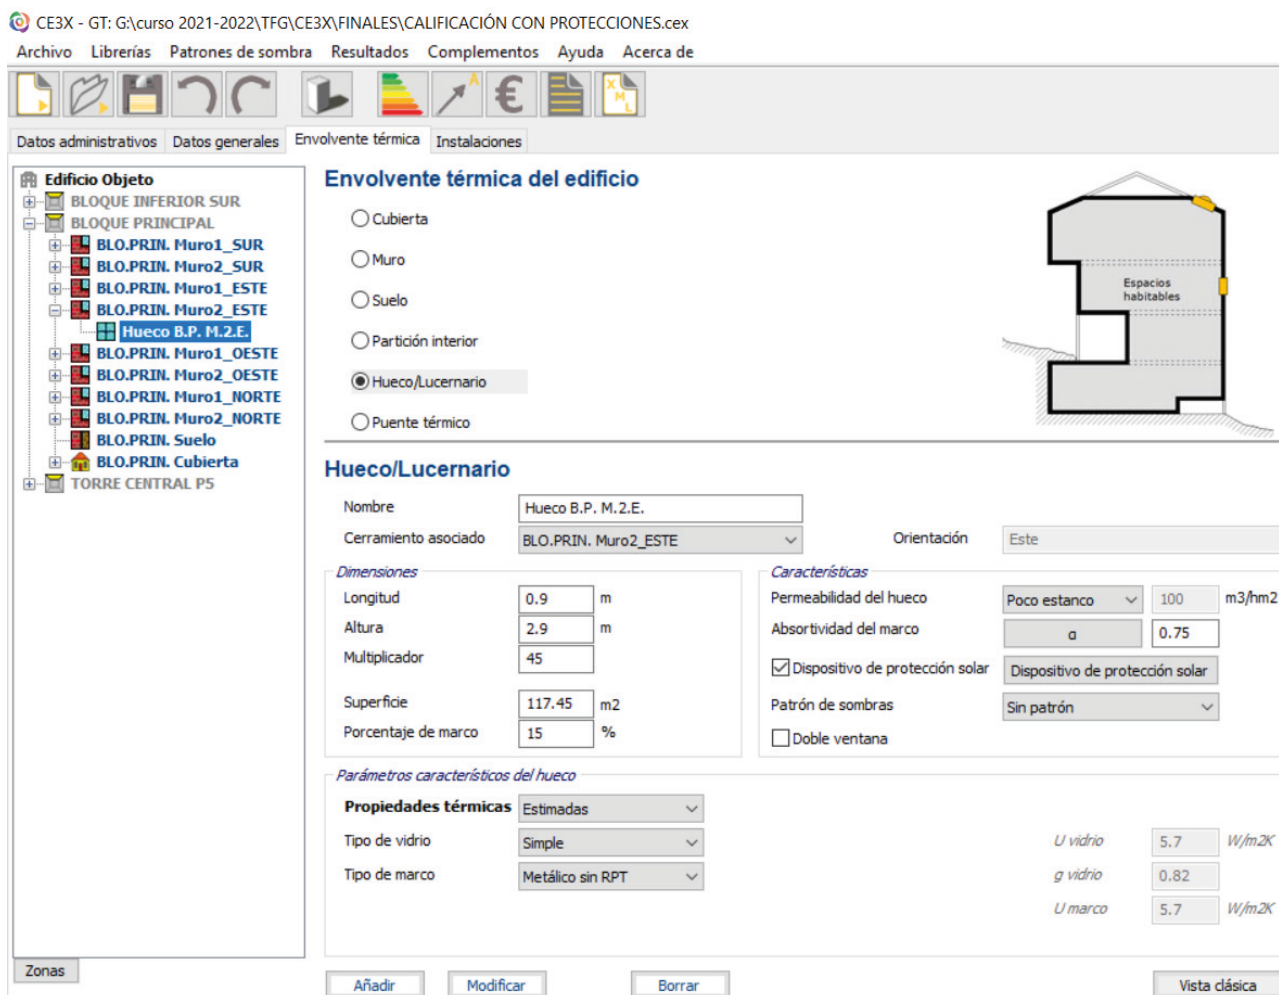 CE3X - GT: G:\curso 2021-2022\TFG\CE3X\FINALES\CALIFICACIÓN CON PROTECCIONES.cex
Archivo Librerías Patrones de sombra Resultados Complementos Ayuda Acerca de
A € X M L
Datos administrativos Datos generales Envolvente térmica Instalaciones
Edificio Objeto
BLOQUE INFERIOR SUR
BLOQUE PRINCIPAL
BLO.PRIN. Muro1_SUR
BLO.PRIN. Muro2_SUR
BLO.PRIN. Muro1_ESTE
BLO.PRIN. Muro2_ESTE
Hueco B.P. M.2.E.
BLO.PRIN. Muro1_OESTE
BLO.PRIN. Muro2_OESTE
BLO.PRIN. Muro1_NORTE
BLO.PRIN. Muro2_NORTE
BLO.PRIN. Suelo
BLO.PRIN. Cubierta
TORRE CENTRAL P5
Zonas
Envolvente térmica del edificio
Cubierta
Muro
Suelo
Partición interior
Hueco/Lucernario
Puente térmico
Espacios
habitables
Hueco/Lucernario
Nombre Hueco B.P. M.2.E.
Cerramiento asociado BLO.PRIN. Muro2_ESTE Orientación Este
Dimensiones
Longitud 0.9 m
Altura 2.9 m
Multiplicador 45
Superficie 117.45 m2
Porcentaje de marco 15 %
Características
Permeabilidad del hueco Poco estanco 100 m3/hm2
Absortividad del marco α 0.75
Dispositivo de protección solar Dispositivo de protección solar
Patrón de sombras Sin patrón
Doble ventana
Parámetros característicos del hueco
Propiedades térmicas Estimadas
Tipo de vidrio Simple U vidrio 5.7 W/m2K
Tipo de marco Metálico sin RPT g vidrio 0.82
U marco 5.7 W/m2K
Añadir Modificar Borrar Vista clásica